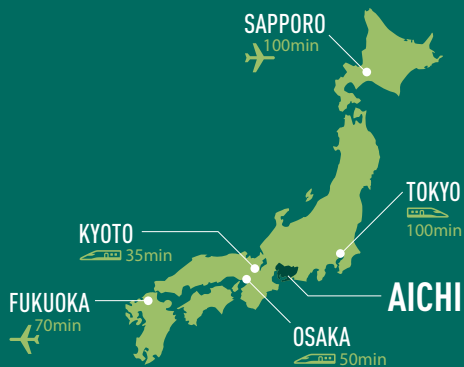 SAPPORO
100min
TOKYO
100min
KYOTO
35min
AICHI
FUKUOKA
70min
OSAKA
50min